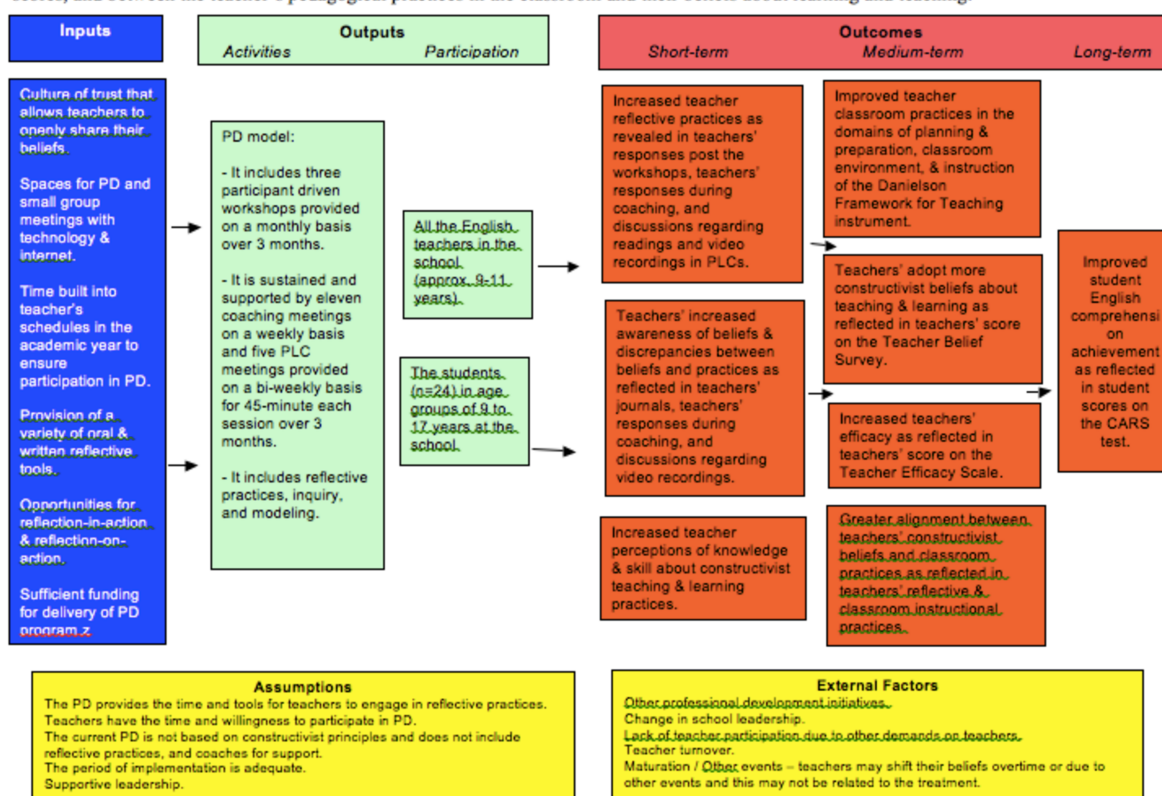 scores, and between the teacher's pedagogical practices in the classroom and their beliefs about learning and teaching.
Inputs
Outputs
Activities
Participation
Outcomes
Short-term
Medium-term
Long-term
Culture of trust that
allows teachers to
openly share their
beliefs.
Spaces for PD and
small group
meetings with
technology &
internet.
Time built into
teacher's
schedules in the
academic year to
ensure
participation in PD.
Provision of a
variety of oral &
written reflective
tools.
Opportunities for
reflection-in-action
& reflection-on-
action.
Sufficient funding
for delivery of PD
program.z
PD model:
- It includes three
participant driven
workshops provided
on a monthly basis
over 3 months.
- It is sustained and
supported by eleven
coaching meetings
on a weekly basis
and five PLC
meetings provided
on a bi-weekly basis
for 45-minute each
session over 3
months.
- It includes reflective
practices, inquiry,
and modeling.
All the English
teachers in the
school
(approx. 9-11
years).
The students
(n=24) in age
groups of 9 to
17 years at the
school.
Increased teacher
reflective practices as
revealed in teachers'
responses post the
workshops, teachers'
responses during
coaching, and
discussions regarding
readings and video
recordings in PLCs.
Teachers' increased
awareness of beliefs &
discrepancies between
beliefs and practices as
reflected in teachers'
journals, teachers'
responses during
coaching, and
discussions regarding
video recordings.
Increased teacher
perceptions of knowledge
& skill about constructivist
teaching & learning
practices.
Improved teacher
classroom practices in the
domains of planning &
preparation, classroom
environment, & instruction
of the Danielson
Framework for Teaching
instrument.
Teachers' adopt more
constructivist beliefs about
teaching & learning as
reflected in teachers' score
on the Teacher Belief
Survey.
Increased teachers'
efficacy as reflected in
teachers' score on the
Teacher Efficacy Scale.
Greater alignment between
teachers' constructivist
beliefs and classroom
practices as reflected in
teachers' reflective &
classroom instructional
practices.
Improved
student
English
comprehensi
on
achievement
as reflected
in student
scores on
the CARS
test.
Assumptions
The PD provides the time and tools for teachers to engage in reflective practices.
Teachers have the time and willingness to participate in PD.
The current PD is not based on constructivist principles and does not include
reflective practices, and coaches for support.
The period of implementation is adequate.
Supportive leadership.
External Factors
Other professional development initiatives.
Change in school leadership.
Lack of teacher participation due to other demands on teachers.
Teacher turnover.
Maturation / Other events – teachers may shift their beliefs overtime or due to
other events and this may not be related to the treatment.